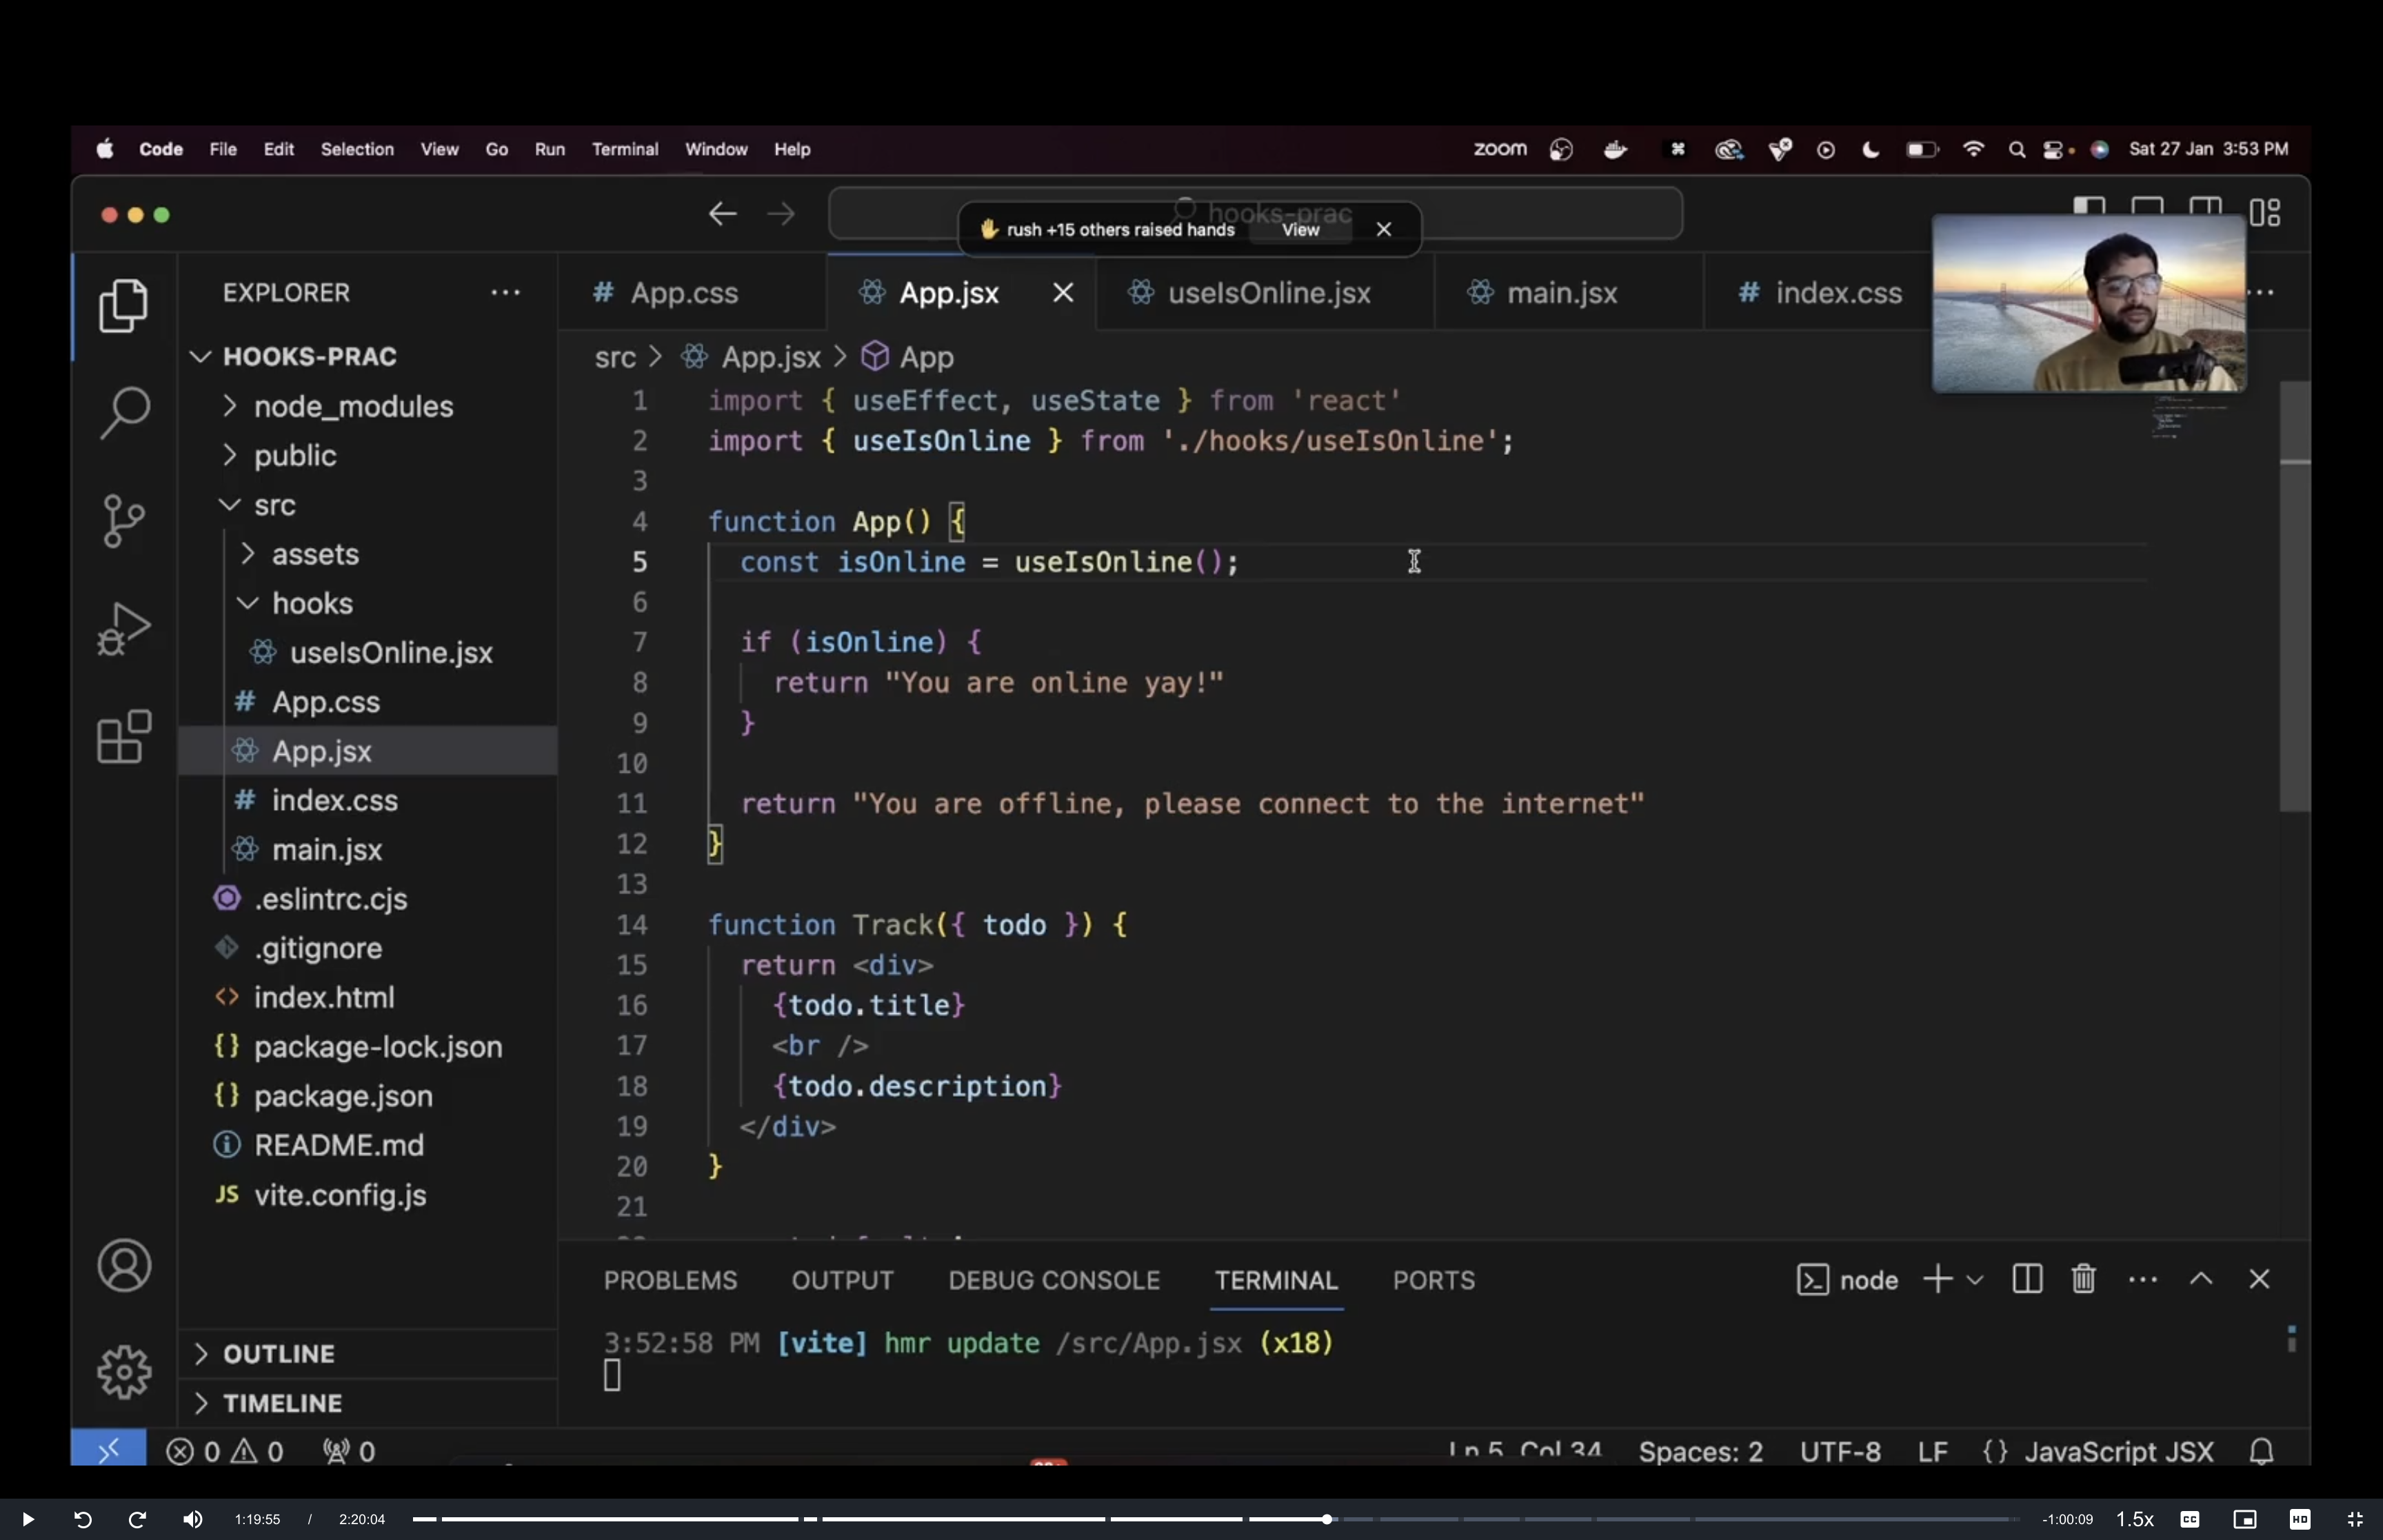 Code File Edit Selection View Go Run Terminal Window Help
zoom Sat 27 Jan 3:53 PM
hooks-prac
rush +15 others raised hands View
EXPLORER
HOOKS-PRAC
node_modules
public
src
assets
hooks
useIsOnline.jsx
App.css
App.jsx
index.css
main.jsx
.eslintrc.cjs
.gitignore
index.html
package-lock.json
package.json
README.md
JS vite.config.js
OUTLINE
TIMELINE
# App.css App.jsx useIsOnline.jsx main.jsx # index.css
src > App.jsx > App
1 import { useEffect, useState } from 'react'
2 import { useIsOnline } from './hooks/useIsOnline';
3
4 function App() {
5 const isOnline = useIsOnline();
6
7 if (isOnline) {
8 return "You are online yay!"
9 }
10
11 return "You are offline, please connect to the internet"
12 }
13
14 function Track({ todo }) {
15 return <div>
16 {todo.title}
17 <br />
18 {todo.description}
19 </div>
20 }
21
PROBLEMS OUTPUT DEBUG CONSOLE TERMINAL PORTS
node
3:52:58 PM [vite] hmr update /src/App.jsx (x18)
0 0 0
Ln 5, Col 34 Spaces: 2 UTF-8 LF {} JavaScript JSX
1:19:55 / 2:20:04
-1:00:09 1.5x CC HD